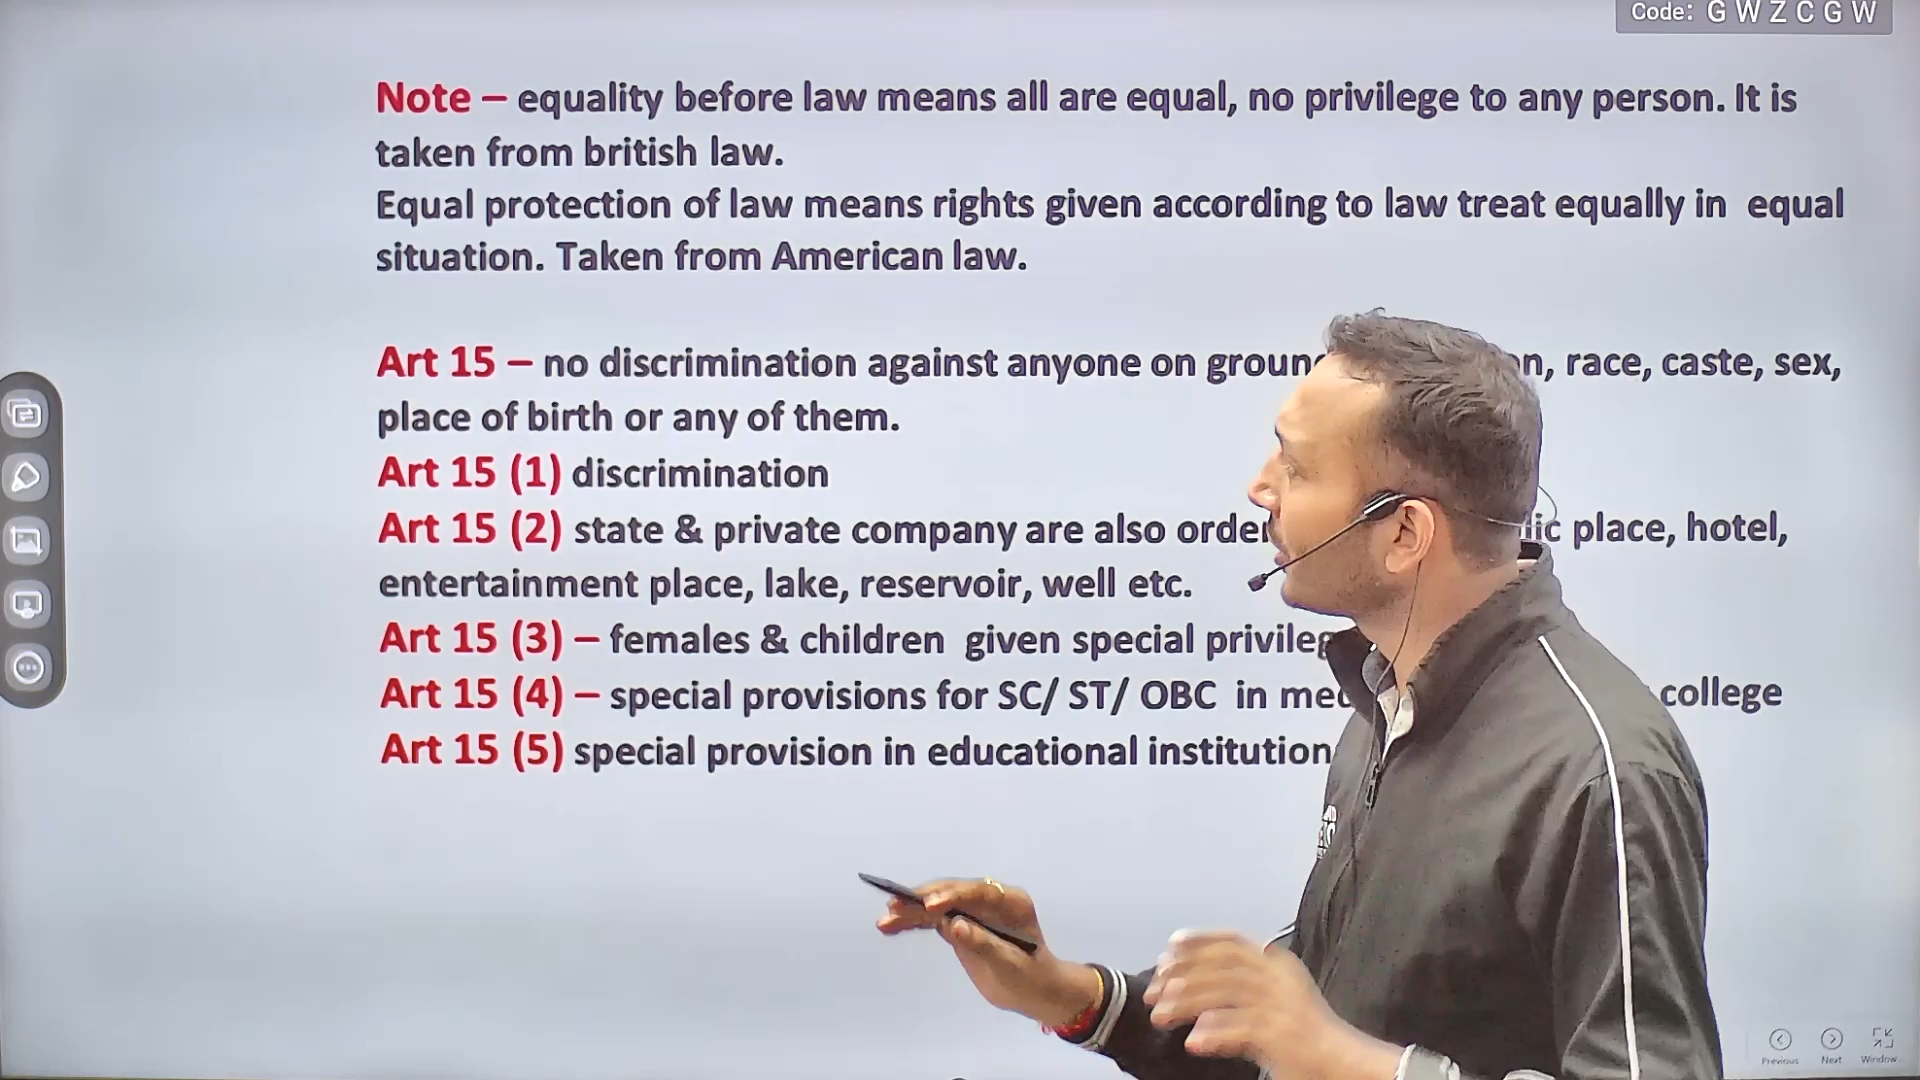 Code: G W Z C G W
Note – equality before law means all are equal, no privilege to any person. It is
taken from british law.
Equal protection of law means rights given according to law treat equally in equal
situation. Taken from American law.
Art 15 – no discrimination against anyone on race, caste, sex,
place of birth or any of them.
Art 15 (1) discrimination
Art 15 (2) state & private company are also place, hotel,
entertainment place, lake, reservoir, well etc.
Art 15 (3) – females & children given special
Art 15 (4) – special provisions for SC/ ST/ OBC in college
Art 15 (5) special provision in educational institution
Previous Next Window